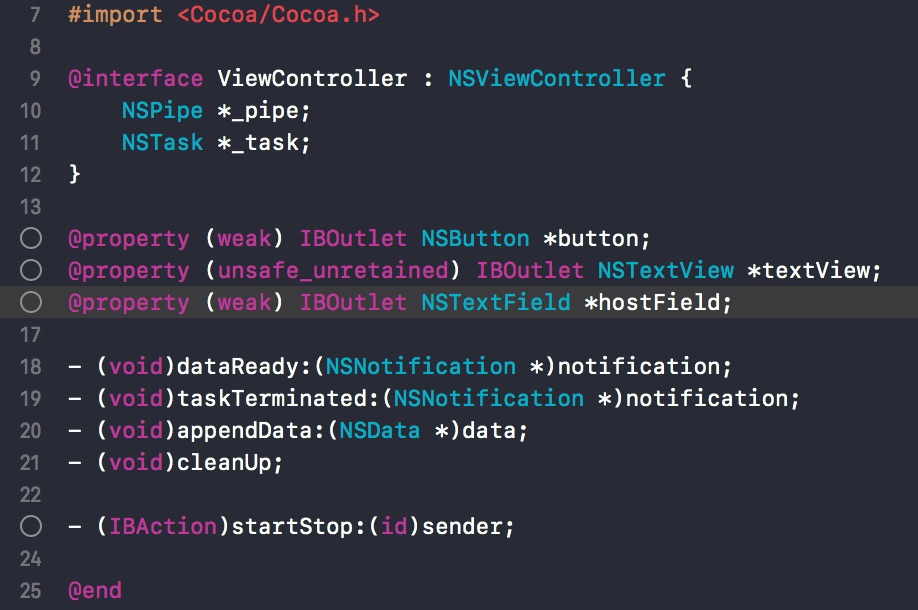 7 #import <Cocoa/Cocoa.h>
8
9 @interface ViewController : NSViewController {
10     NSPipe *_pipe;
11     NSTask *_task;
12 }
13
@property (weak) IBOutlet NSButton *button;
@property (unsafe_unretained) IBOutlet NSTextView *textView;
@property (weak) IBOutlet NSTextField *hostField;
17
18 - (void)dataReady:(NSNotification *)notification;
19 - (void)taskTerminated:(NSNotification *)notification;
20 - (void)appendData:(NSData *)data;
21 - (void)cleanUp;
22
- (IBAction)startStop:(id)sender;
24
25 @end